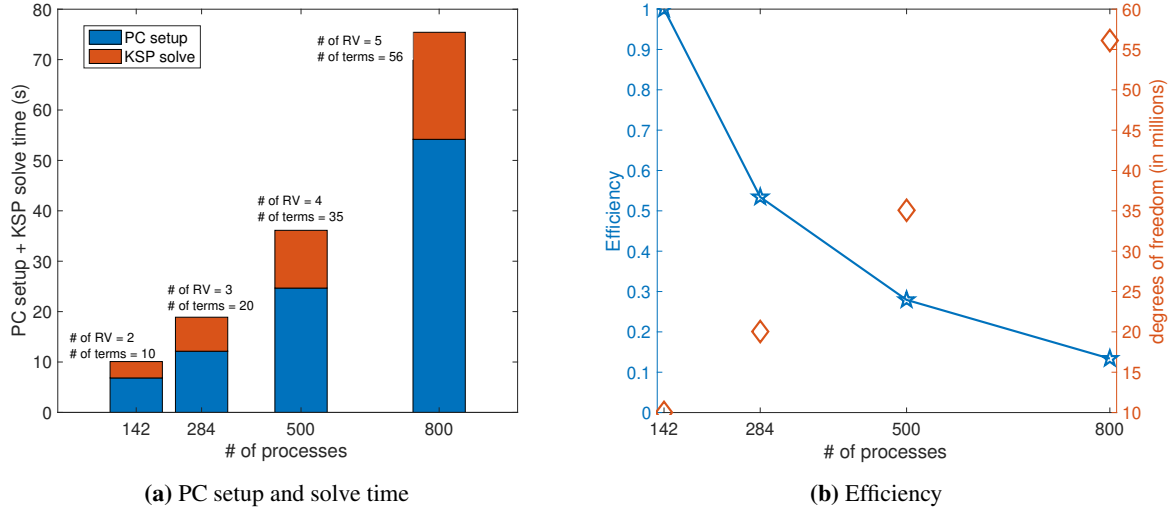 80
70
60
50
40
30
20
10
0
PC setup + KSP solve time (s)
PC setup
KSP solve
# of RV = 2
# of terms = 10
# of RV = 3
# of terms = 20
# of RV = 4
# of terms = 35
# of RV = 5
# of terms = 56
142 284 500 800
# of processes
(a) PC setup and solve time
1
0.9
0.8
0.7
0.6
0.5
0.4
0.3
0.2
0.1
0
Efficiency
60
55
50
45
40
35
30
25
20
15
10
degrees of freedom (in millions)
142 284 500 800
# of processes
(b) Efficiency